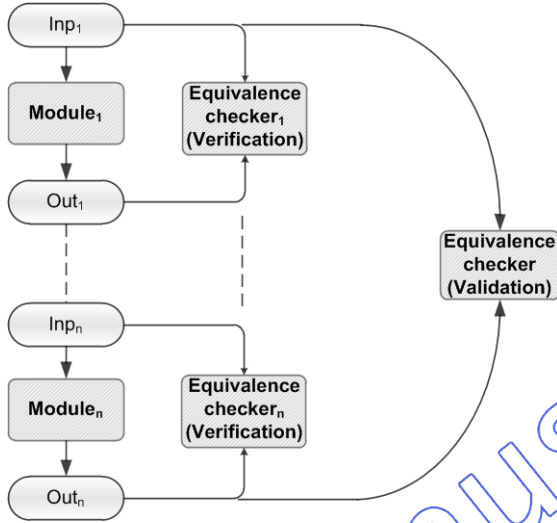 Inp₁
Module₁
Equivalence
checker₁
(Verification)
Out₁
Equivalence
checker
(Validation)
Inpₙ
Moduleₙ
Equivalence
checkerₙ
(Verification)
Outₙ